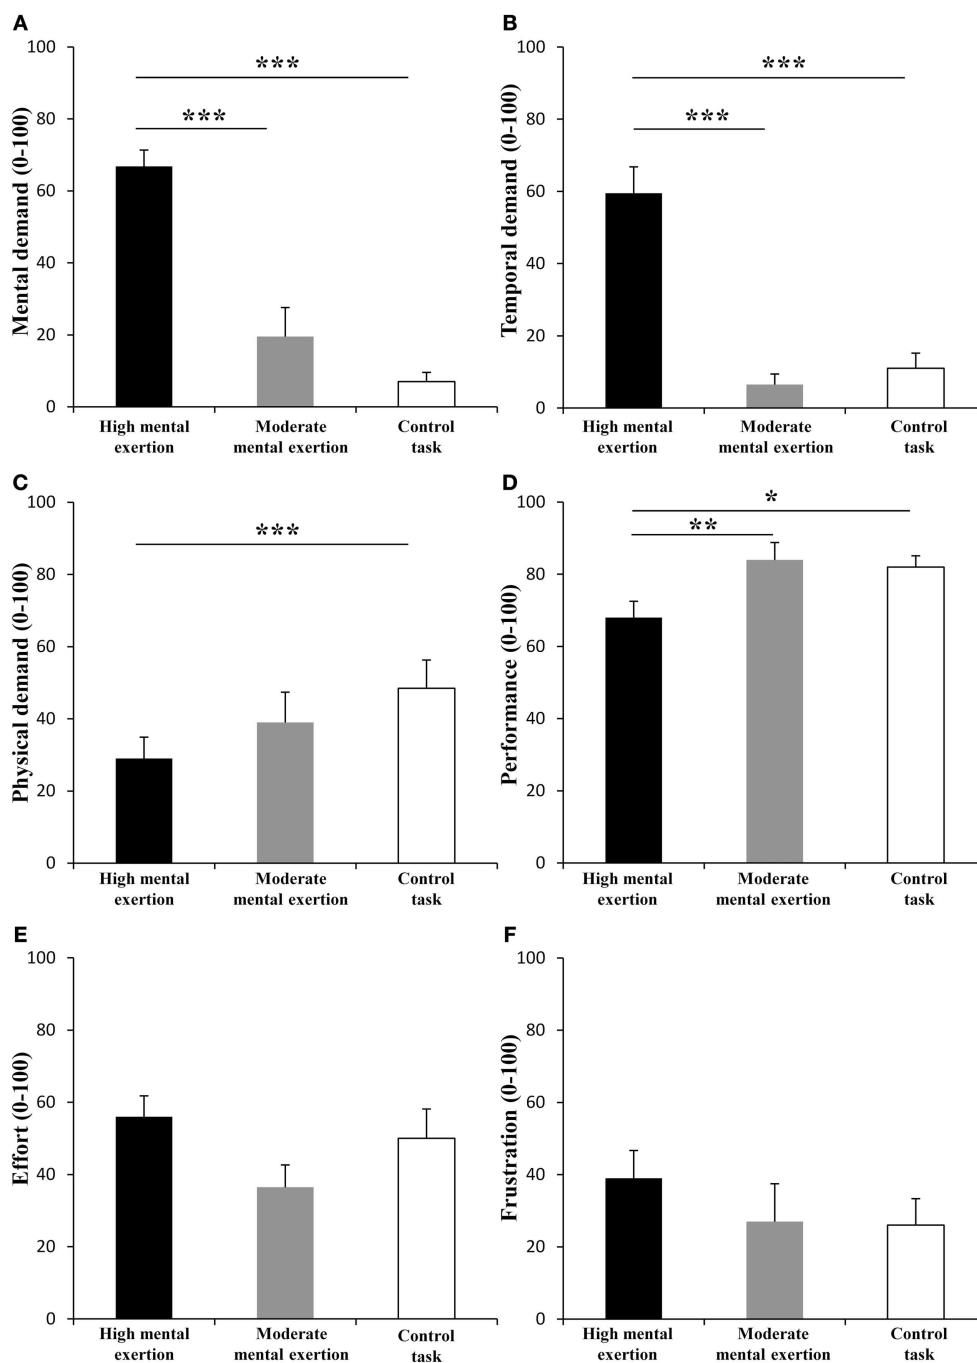 A
Mental demand (0-100)
100
80
60
40
20
0
***
***
High mental
exertion
Moderate
mental exertion
Control
task
B
Temporal demand (0-100)
100
80
60
40
20
0
***
***
High mental
exertion
Moderate
mental exertion
Control
task
C
Physical demand (0-100)
100
80
60
40
20
0
***
High mental
exertion
Moderate
mental exertion
Control
task
D
Performance (0-100)
100
80
60
40
20
0
*
**
High mental
exertion
Moderate
mental exertion
Control
task
E
Effort (0-100)
100
80
60
40
20
0
High mental
exertion
Moderate
mental exertion
Control
task
F
Frustration (0-100)
100
80
60
40
20
0
High mental
exertion
Moderate
mental exertion
Control
task